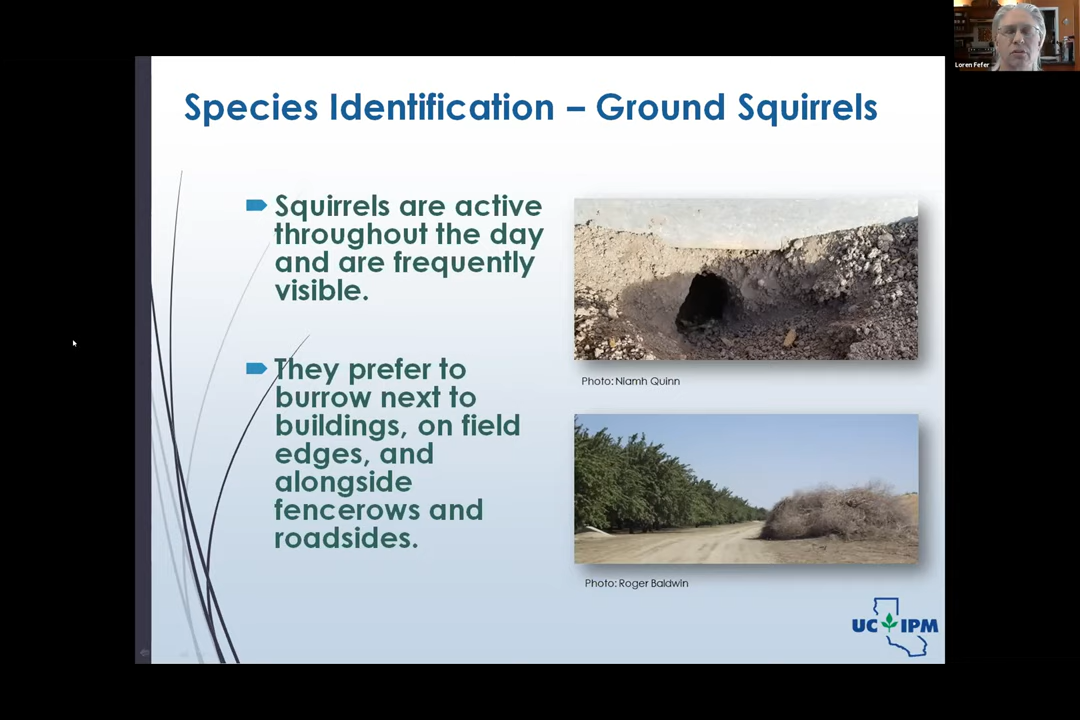 Loren Fefer
Species Identification – Ground Squirrels
Squirrels are active
throughout the day
and are frequently
visible.
They prefer to
burrow next to
buildings, on field
edges, and
alongside
fencerows and
roadsides.
Photo: Niamh Quinn
Photo: Roger Baldwin
UC IPM